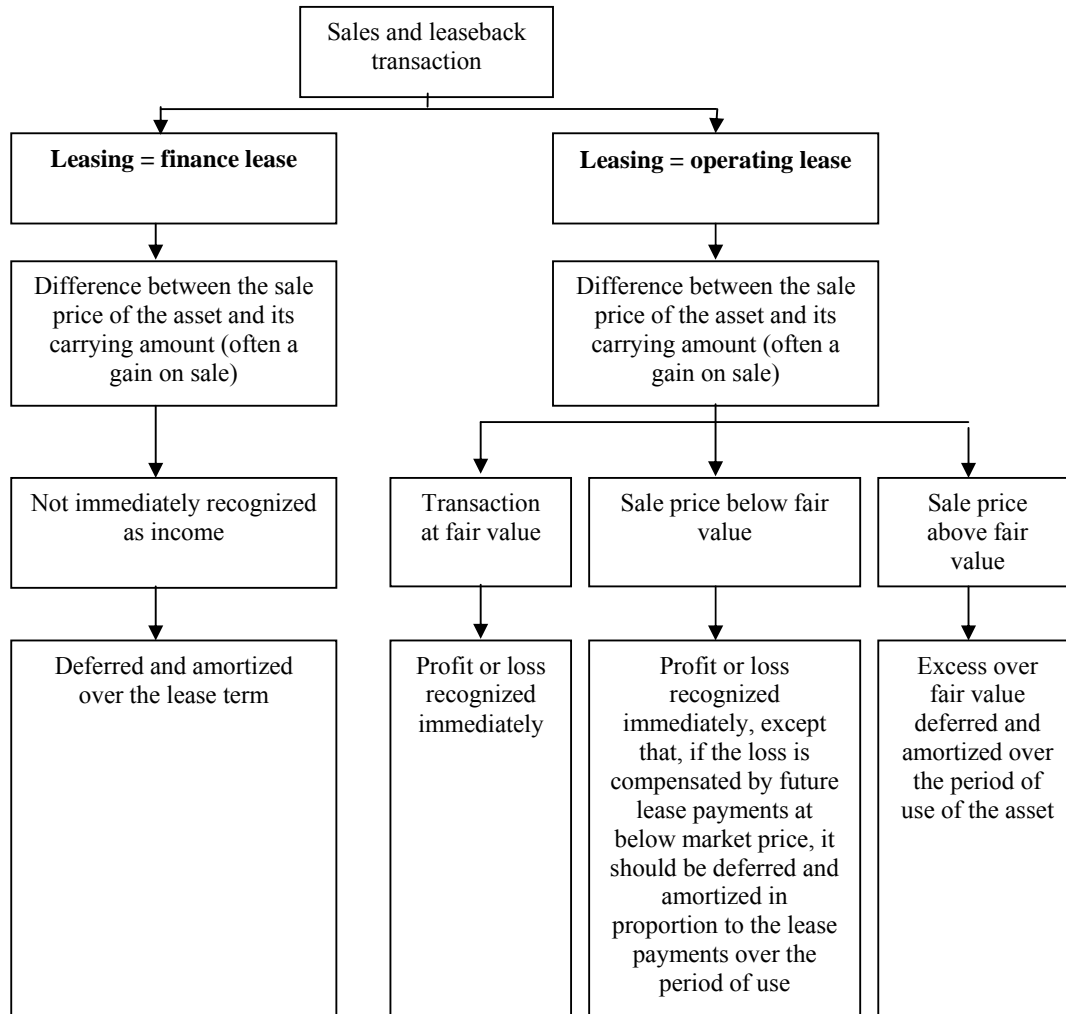 Sales and leaseback
transaction
Leasing = finance lease
Leasing = operating lease
Difference between the sale
price of the asset and its
carrying amount (often a
gain on sale)
Difference between the sale
price of the asset and its
carrying amount (often a
gain on sale)
Not immediately recognized
as income
Transaction
at fair value
Sale price below fair
value
Sale price
above fair
value
Deferred and amortized
over the lease term
Profit or loss
recognized
immediately
Profit or loss
recognized
immediately, except
that, if the loss is
compensated by future
lease payments at
below market price, it
should be deferred and
amortized in
proportion to the lease
payments over the
period of use
Excess over
fair value
deferred and
amortized over
the period of
use of the asset